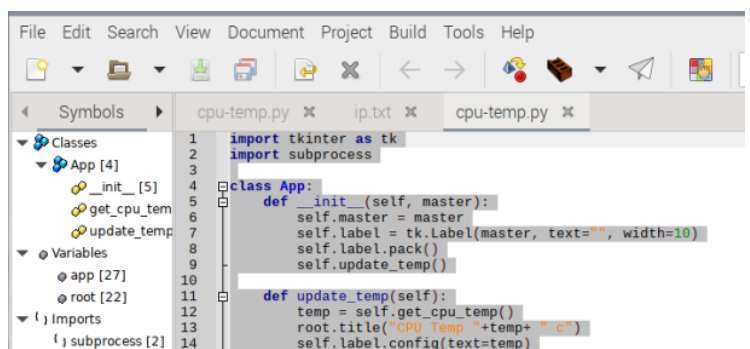 File Edit Search View Document Project Build Tools Help
Symbols cpu-temp.py ip.txt cpu-temp.py
Classes
App [4]
__init__ [5]
get_cpu_tem
update_temp
Variables
app [27]
root [22]
Imports
subprocess [2]
1 import tkinter as tk
2 import subprocess
3
4 class App:
5 def __init__(self, master):
6 self.master = master
7 self.label = tk.Label(master, text="", width=10)
8 self.label.pack()
9 self.update_temp()
10
11 def update_temp(self):
12 temp = self.get_cpu_temp()
13 root.title("CPU Temp "+temp+ " c")
14 self.label.config(text=temp)